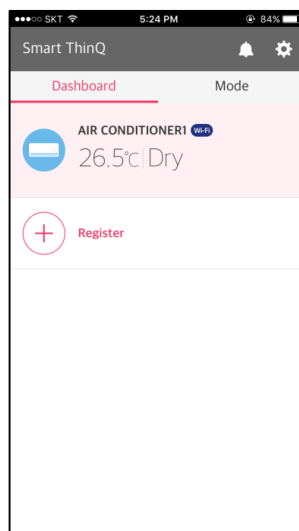 SKT 5:24 PM 84%
Smart ThinQ
Dashboard Mode
AIR CONDITIONER1 Wi-Fi
26.5°C Dry
Register